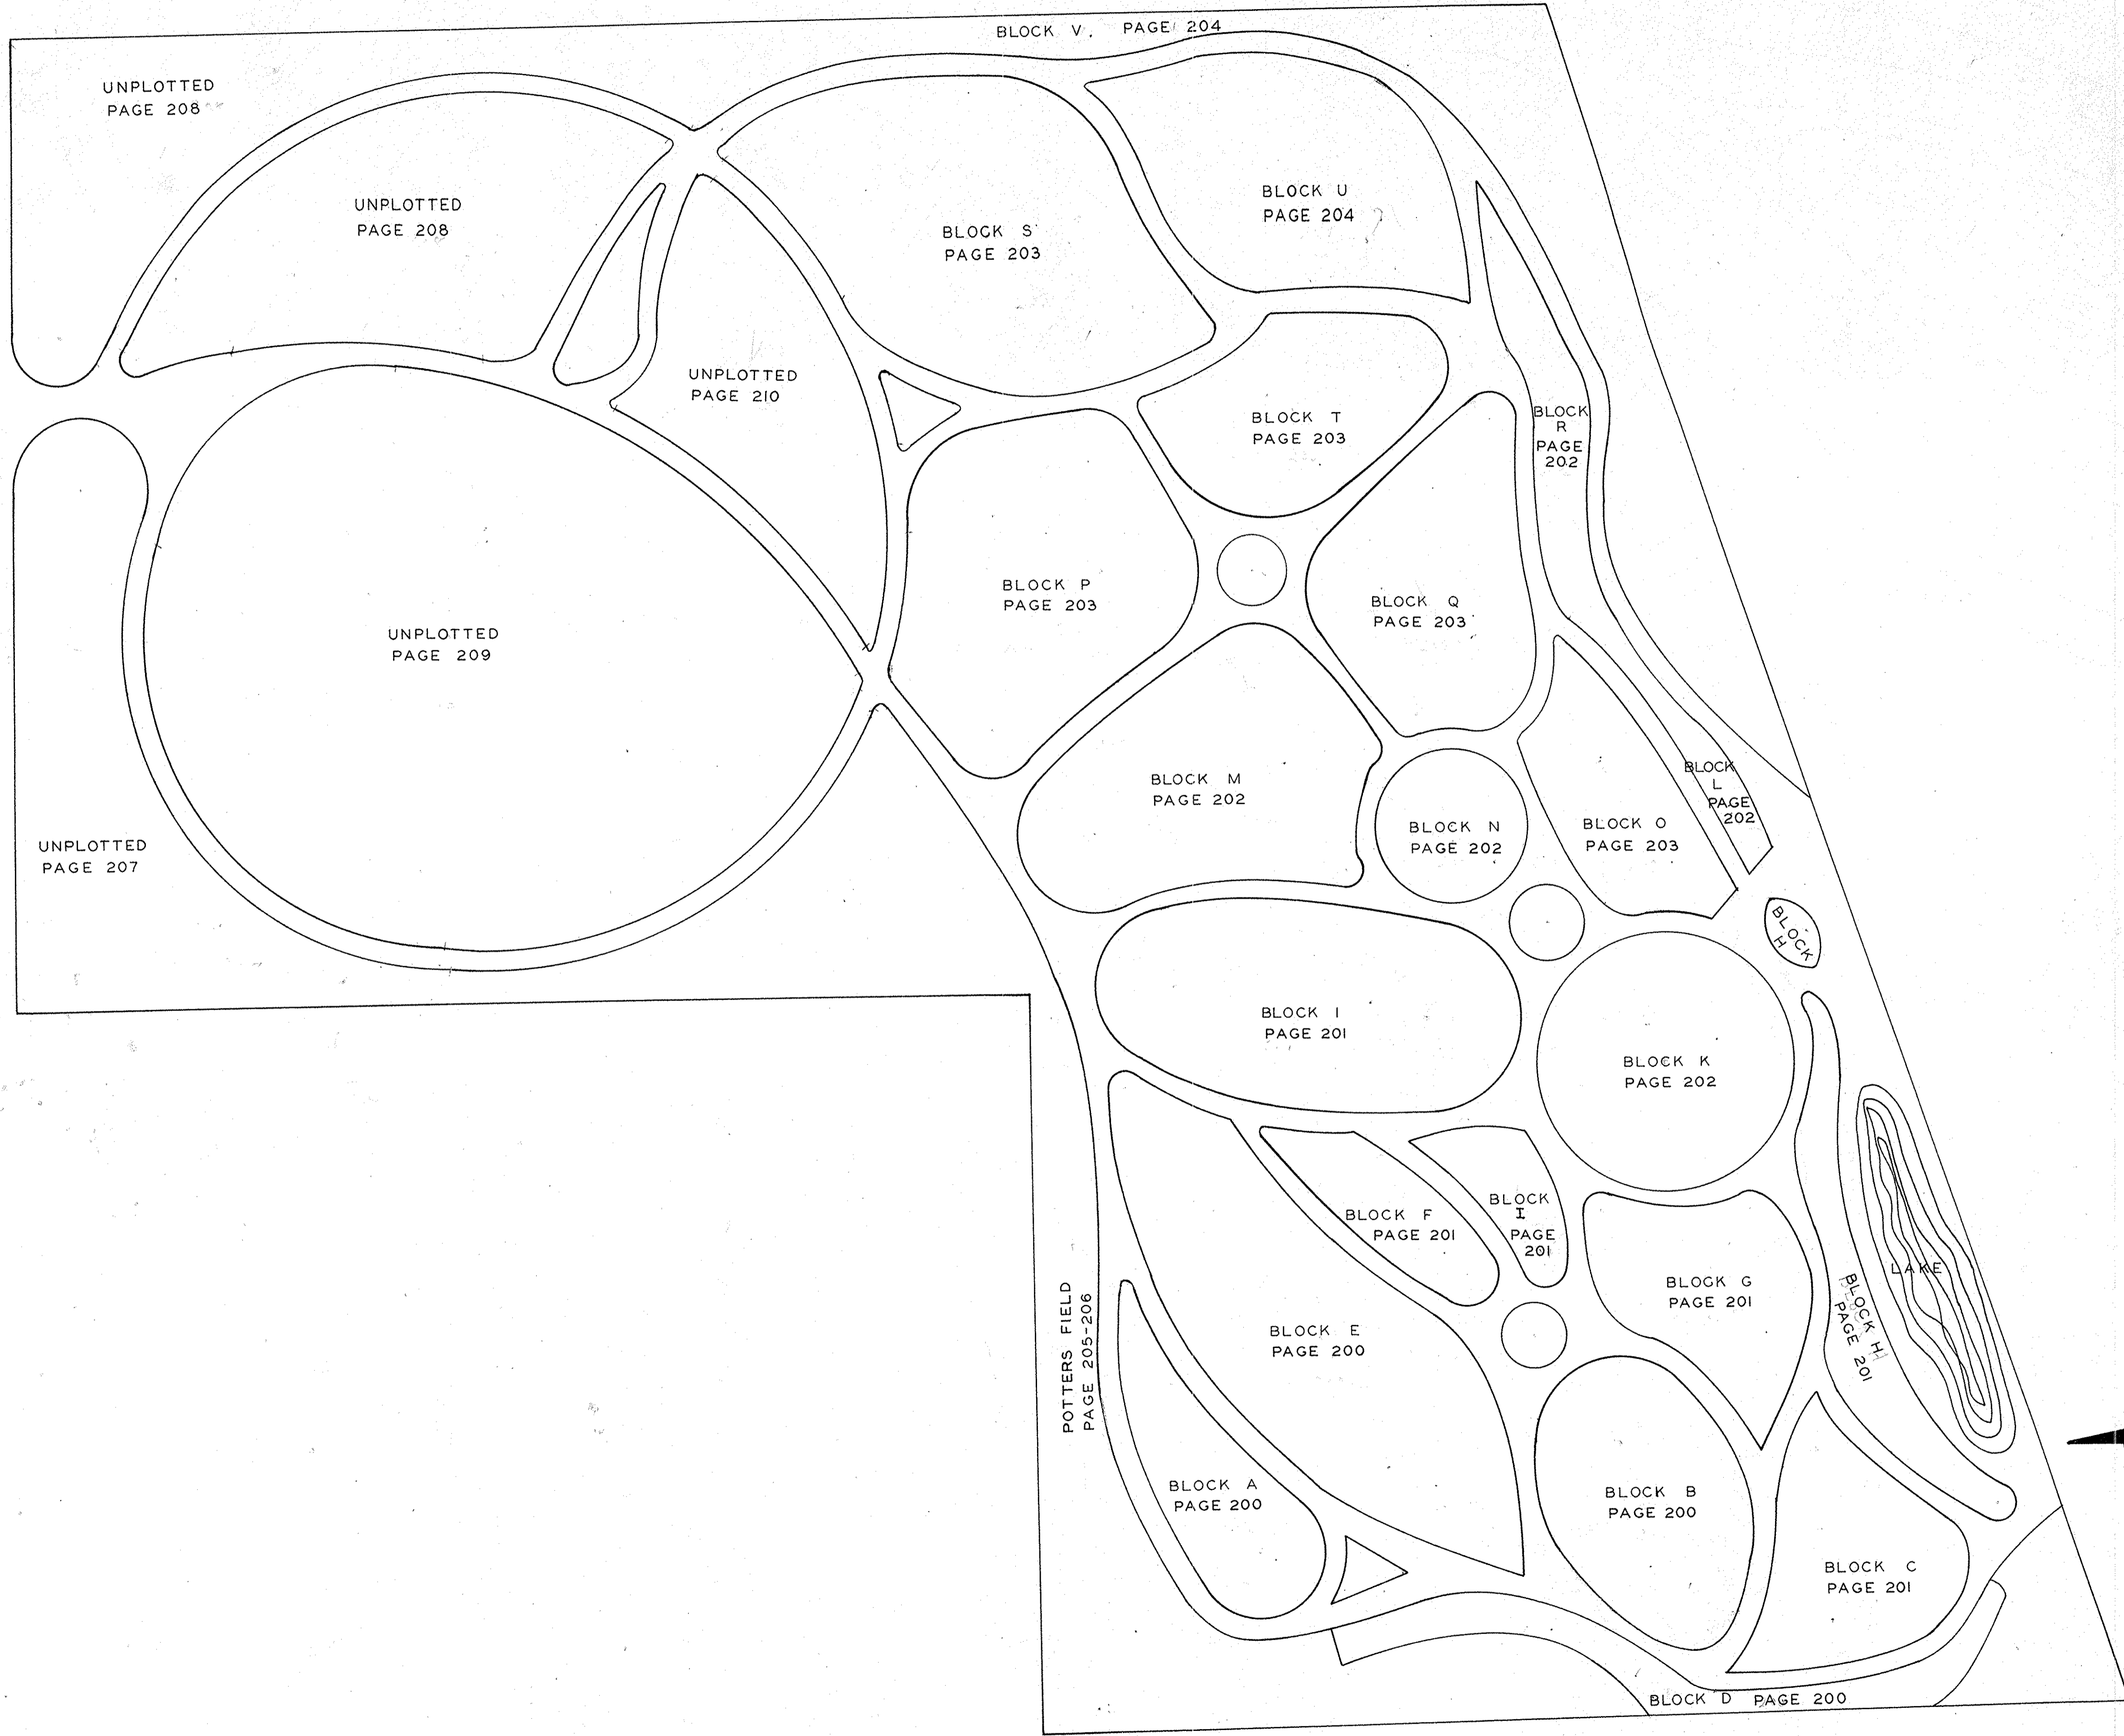 BLOCK V. PAGE 204
UNPLOTTED
PAGE 208
UNPLOTTED
PAGE 208
BLOCK U
PAGE 204
BLOCK S
PAGE 203
UNPLOTTED
PAGE 210
BLOCK T
PAGE 203
BLOCK
R
PAGE
202
BLOCK P
PAGE 203
BLOCK Q
PAGE 203
UNPLOTTED
PAGE 209
BLOCK M
PAGE 202
BLOCK
L
PAGE
202
BLOCK N
PAGE 202
BLOCK O
PAGE 203
UNPLOTTED
PAGE 207
BLOCK
H
BLOCK I
PAGE 201
BLOCK K
PAGE 202
BLOCK F
PAGE 201
BLOCK
I
PAGE
201
BLOCK G
PAGE 201
LAKE
BLOCK H
PAGE 201
POTTERS FIELD
PAGE 205-206
BLOCK E
PAGE 200
BLOCK A
PAGE 200
BLOCK B
PAGE 200
BLOCK C
PAGE 201
BLOCK D PAGE 200